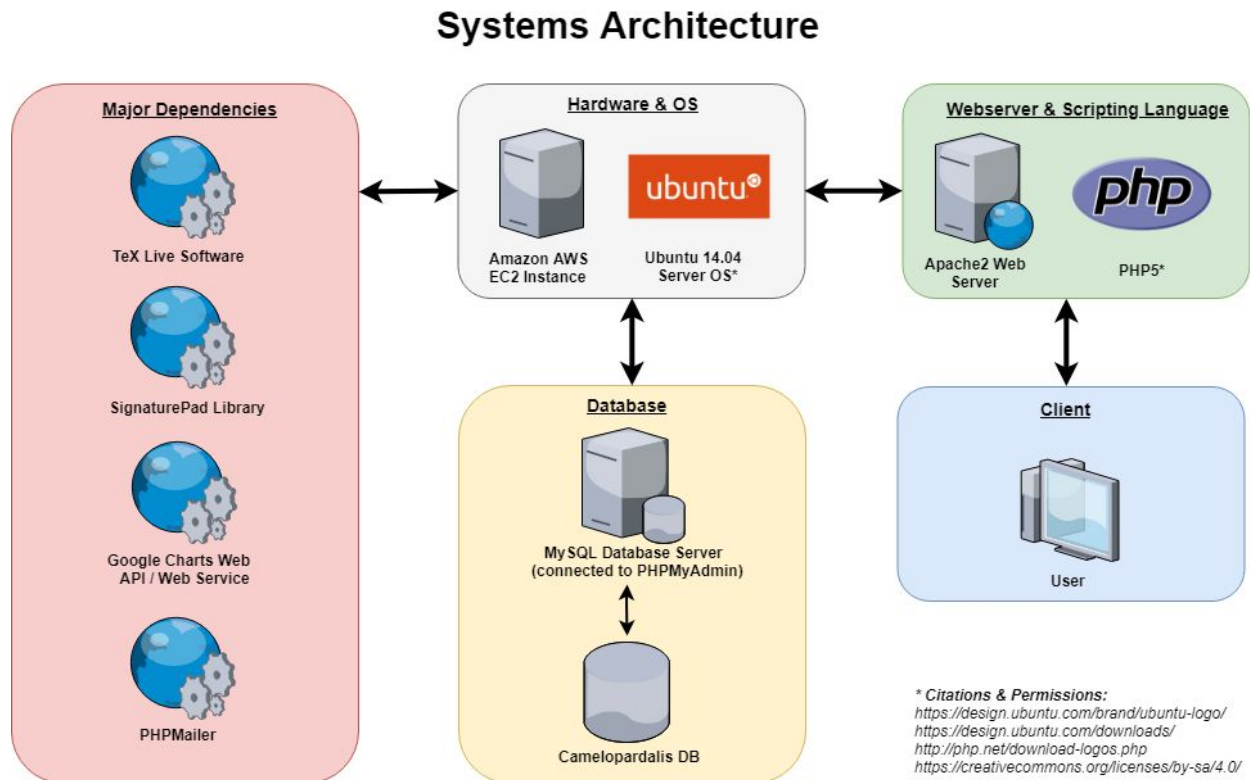 Systems Architecture
Major Dependencies
TeX Live Software
SignaturePad Library
Google Charts Web
API / Web Service
PHPMailer
Hardware & OS
ubuntu
Amazon AWS
EC2 Instance
Ubuntu 14.04
Server OS*
Database
MySQL Database Server
(connected to PHPMyAdmin)
Camelopardalis DB
Webserver & Scripting Language
php
Apache2 Web
Server
PHP5*
Client
User
* Citations & Permissions:
https://design.ubuntu.com/brand/ubuntu-logo/
https://design.ubuntu.com/downloads/
http://php.net/download-logos.php
https://creativecommons.org/licenses/by-sa/4.0/